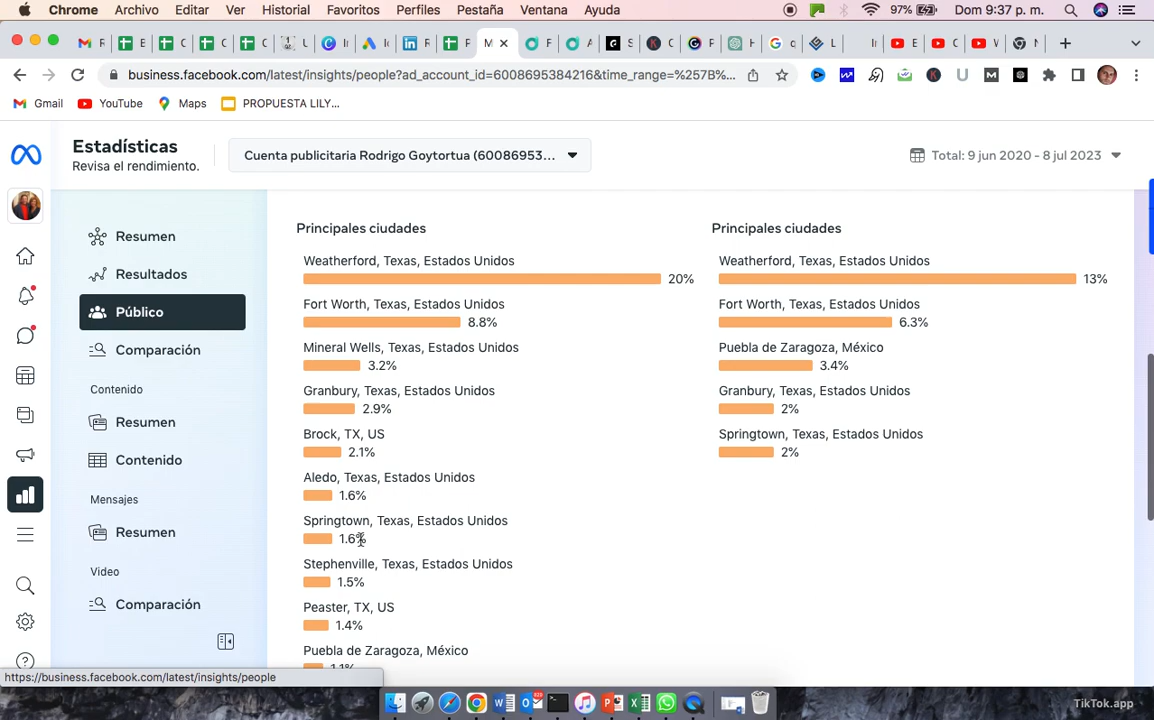 Chrome Archivo Editar Ver Historial Favoritos Perfiles Pestaña Ventana Ayuda 97% Dom 9:37 p. m.
business.facebook.com/latest/insights/people?ad_account_id=6008695384216&time_range=%257B%...
Gmail YouTube Maps PROPUESTA LILY...
Estadísticas
Revisa el rendimiento.
Cuenta publicitaria Rodrigo Goytortua (60086953...
Total: 9 jun 2020 - 8 jul 2023
Resumen
Resultados
Público
Comparación
Contenido
Resumen
Contenido
Mensajes
Resumen
Video
Comparación
https://business.facebook.com/latest/insights/people
Principales ciudades
Weatherford, Texas, Estados Unidos
20%
Fort Worth, Texas, Estados Unidos
8.8%
Mineral Wells, Texas, Estados Unidos
3.2%
Granbury, Texas, Estados Unidos
2.9%
Brock, TX, US
2.1%
Aledo, Texas, Estados Unidos
1.6%
Springtown, Texas, Estados Unidos
1.6%
Stephenville, Texas, Estados Unidos
1.5%
Peaster, TX, US
1.4%
Puebla de Zaragoza, México
1.1%
Principales ciudades
Weatherford, Texas, Estados Unidos
13%
Fort Worth, Texas, Estados Unidos
6.3%
Puebla de Zaragoza, México
3.4%
Granbury, Texas, Estados Unidos
2%
Springtown, Texas, Estados Unidos
2%
TikTok.app